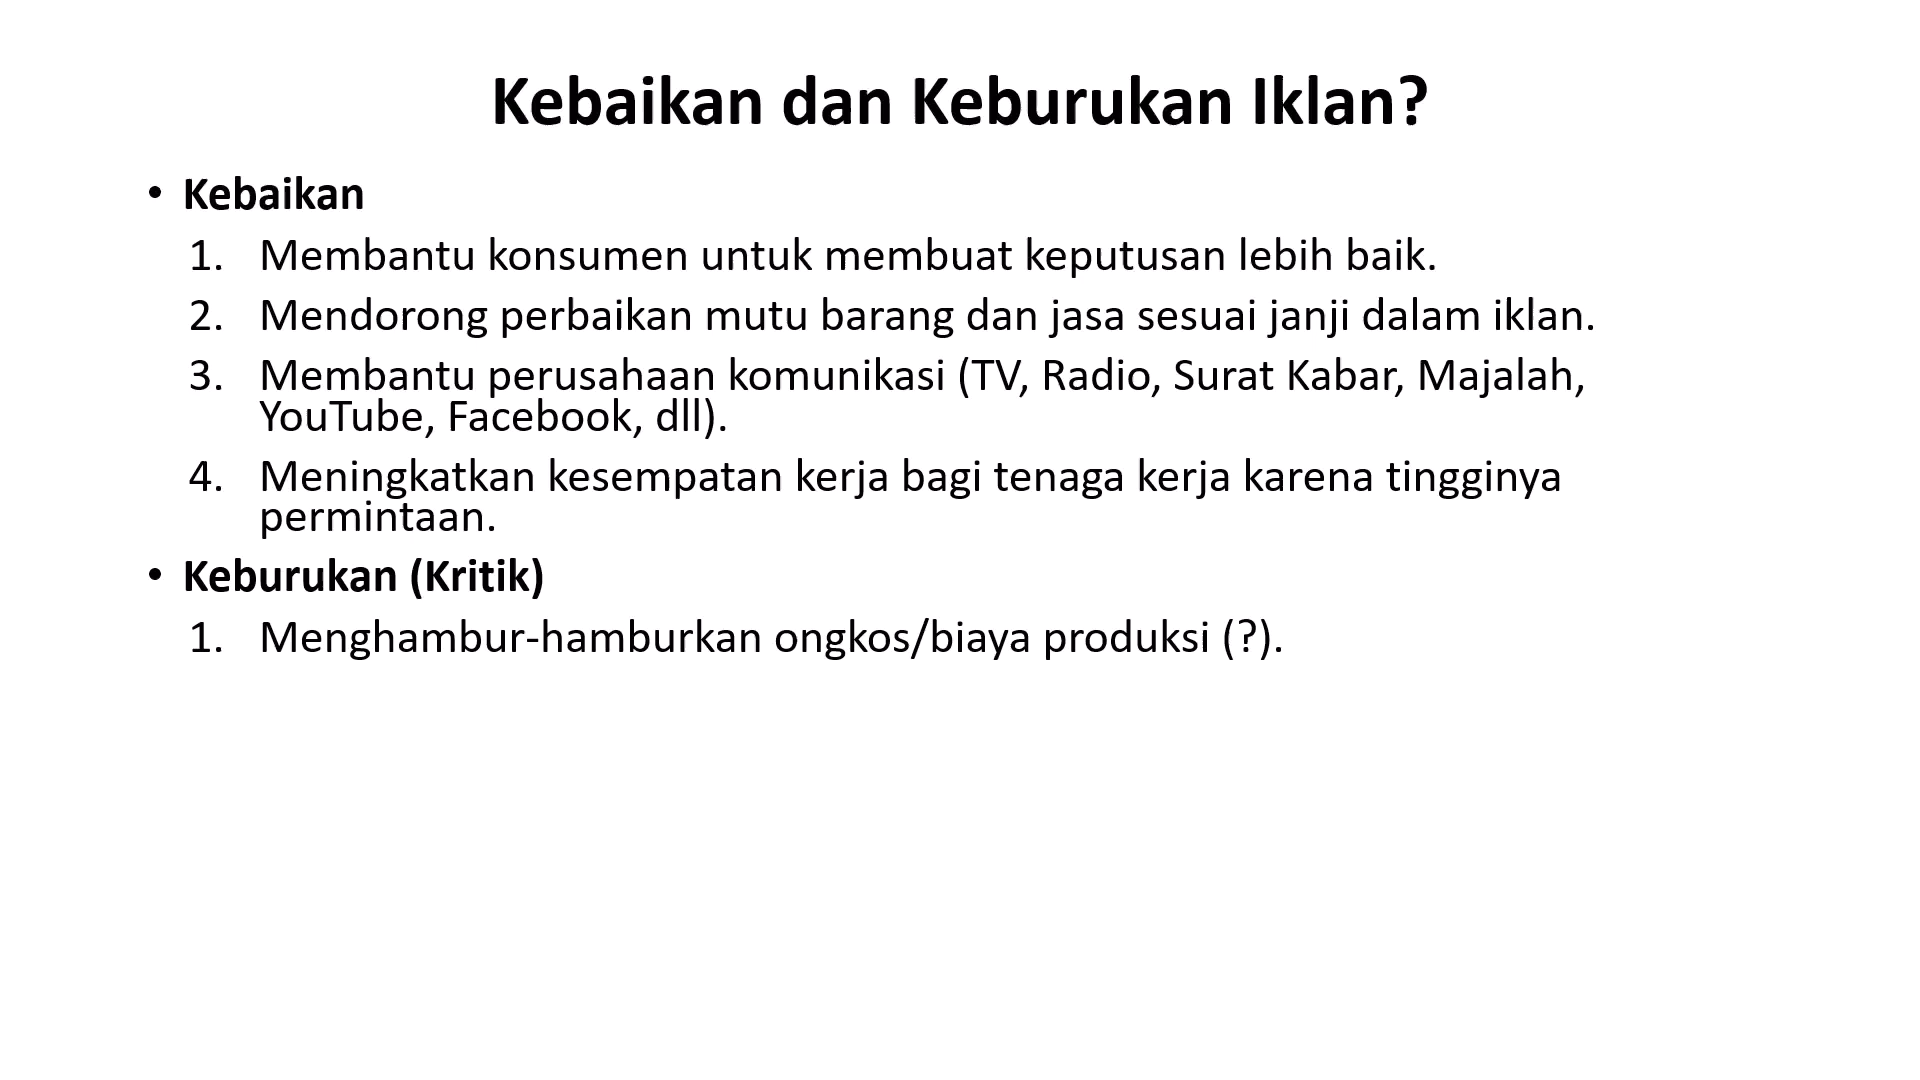 Kebaikan dan Keburukan Iklan?
• Kebaikan
1. Membantu konsumen untuk membuat keputusan lebih baik.
2. Mendorong perbaikan mutu barang dan jasa sesuai janji dalam iklan.
3. Membantu perusahaan komunikasi (TV, Radio, Surat Kabar, Majalah,
YouTube, Facebook, dll).
4. Meningkatkan kesempatan kerja bagi tenaga kerja karena tingginya
permintaan.
• Keburukan (Kritik)
1. Menghambur-hamburkan ongkos/biaya produksi (?).